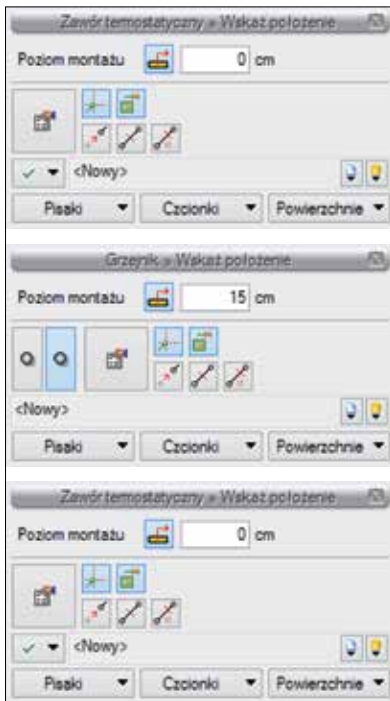 Zawór termostatyczny » Wskaż położenie
Poziom montażu 0 cm
<Nowy>
Pisaki Czcionki Powierzchnie
Grzejnik » Wskaż położenie
Poziom montażu 15 cm
<Nowy>
Pisaki Czcionki Powierzchnie
Zawór termostatyczny » Wskaż położenie
Poziom montażu 0 cm
<Nowy>
Pisaki Czcionki Powierzchnie